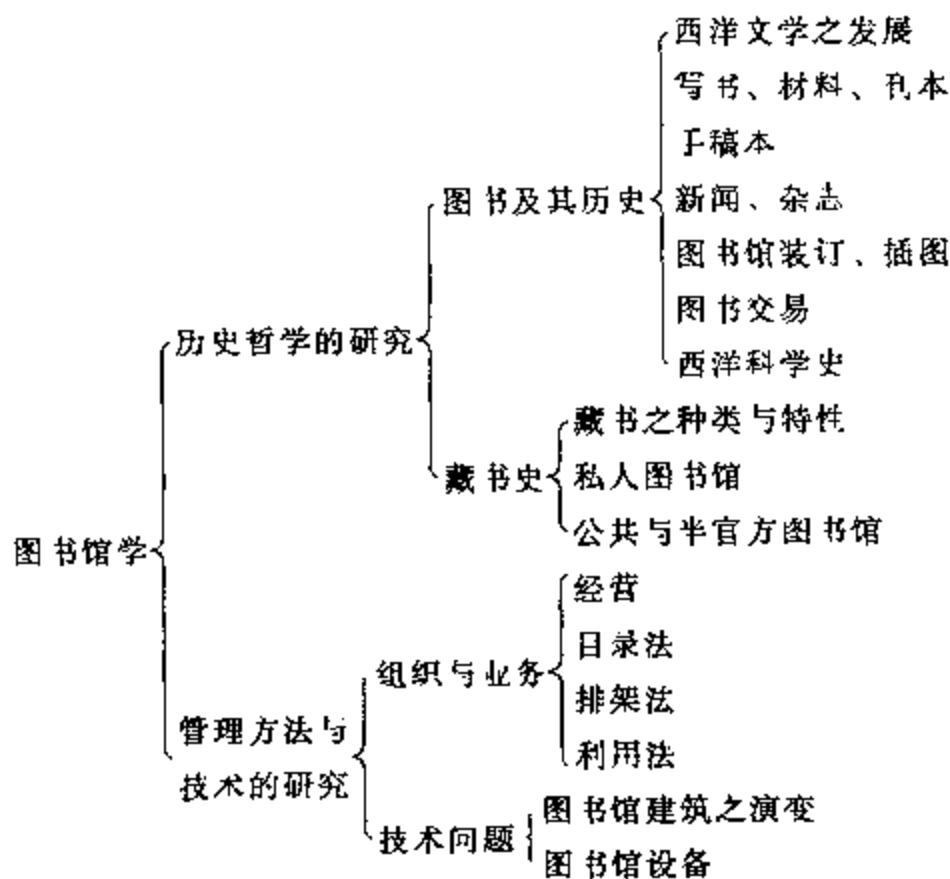 图书馆学
历史哲学的研究
图书及其历史
西洋文学之发展
写书、材料、刊本
手稿本
新闻、杂志
图书馆装订、插图
图书交易
西洋科学史
藏书史
藏书之种类与特性
私人图书馆
公共与半官方图书馆
管理方法与
技术的研究
组织与业务
经营
目录法
排架法
利用法
技术问题
图书馆建筑之演变
图书馆设备